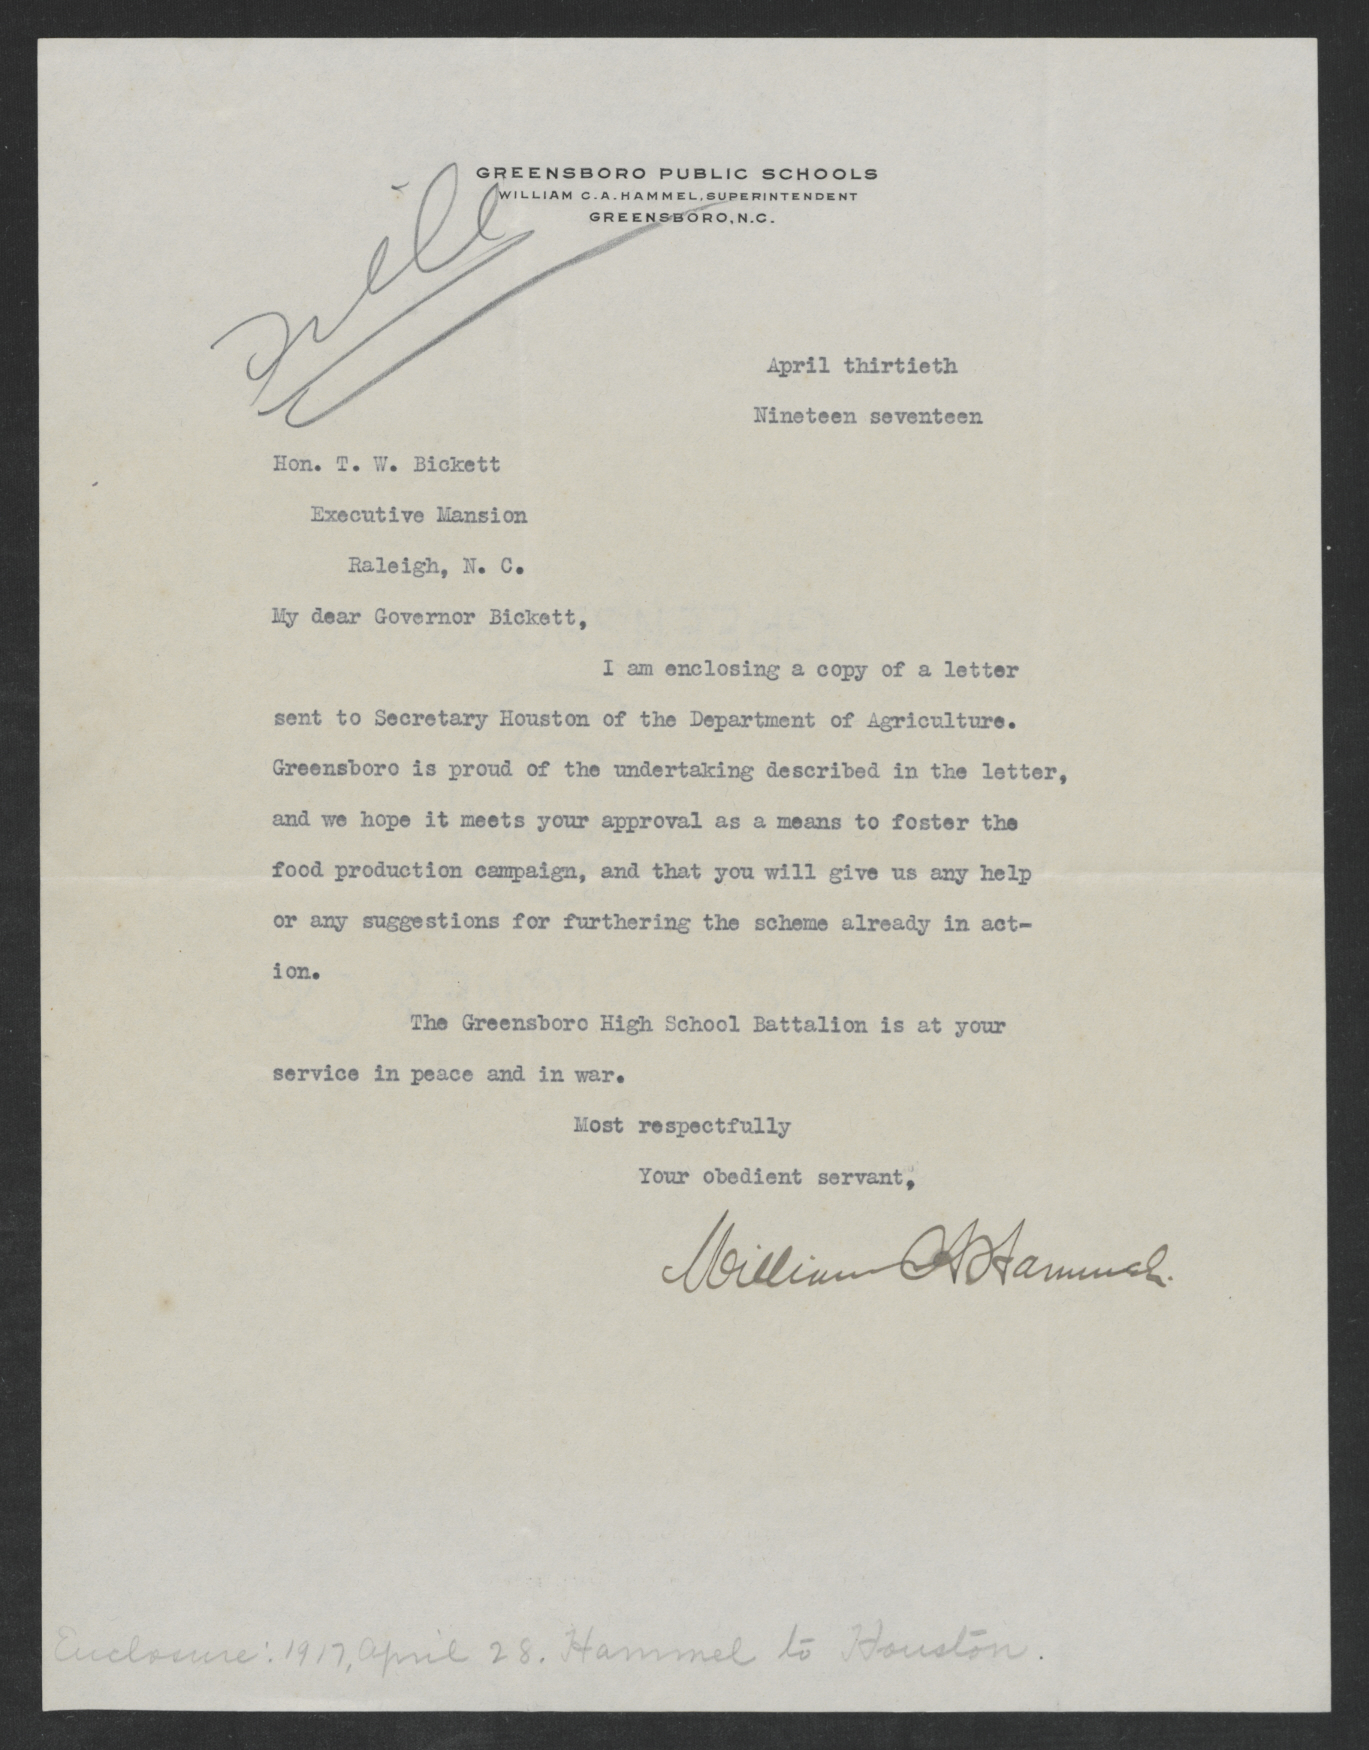 GREENSBORO PUBLIC SCHOOLS
WILLIAM C.A. HAMMEL, SUPERINTENDENT
GREENSBORO, N.C.
File
April thirtieth
Nineteen seventeen
Hon. T. W. Bickett
Executive Mansion
Raleigh, N. C.
My dear Governor Bickett,
I am enclosing a copy of a letter
sent to Secretary Houston of the Department of Agriculture.
Greensboro is proud of the undertaking described in the letter,
and we hope it meets your approval as a means to foster the
food production campaign, and that you will give us any help
or any suggestions for furthering the scheme already in act-
ion.
The Greensboro High School Battalion is at your
service in peace and in war.
Most respectfully
Your obedient servant,
William C A Hammel.
Enclosure: 1917, April 28. Hammel to Houston.